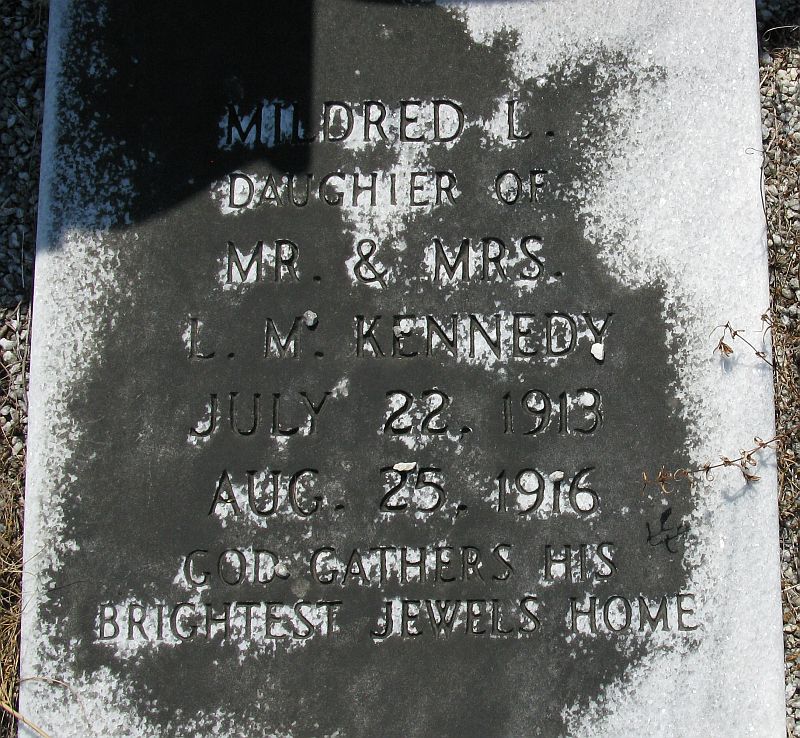 MILDRED L.
DAUGHTER OF
MR. & MRS.
L. M. KENNEDY
JULY 22, 1913
AUG. 25, 1916
GOD GATHERS HIS
BRIGHTEST JEWELS HOME